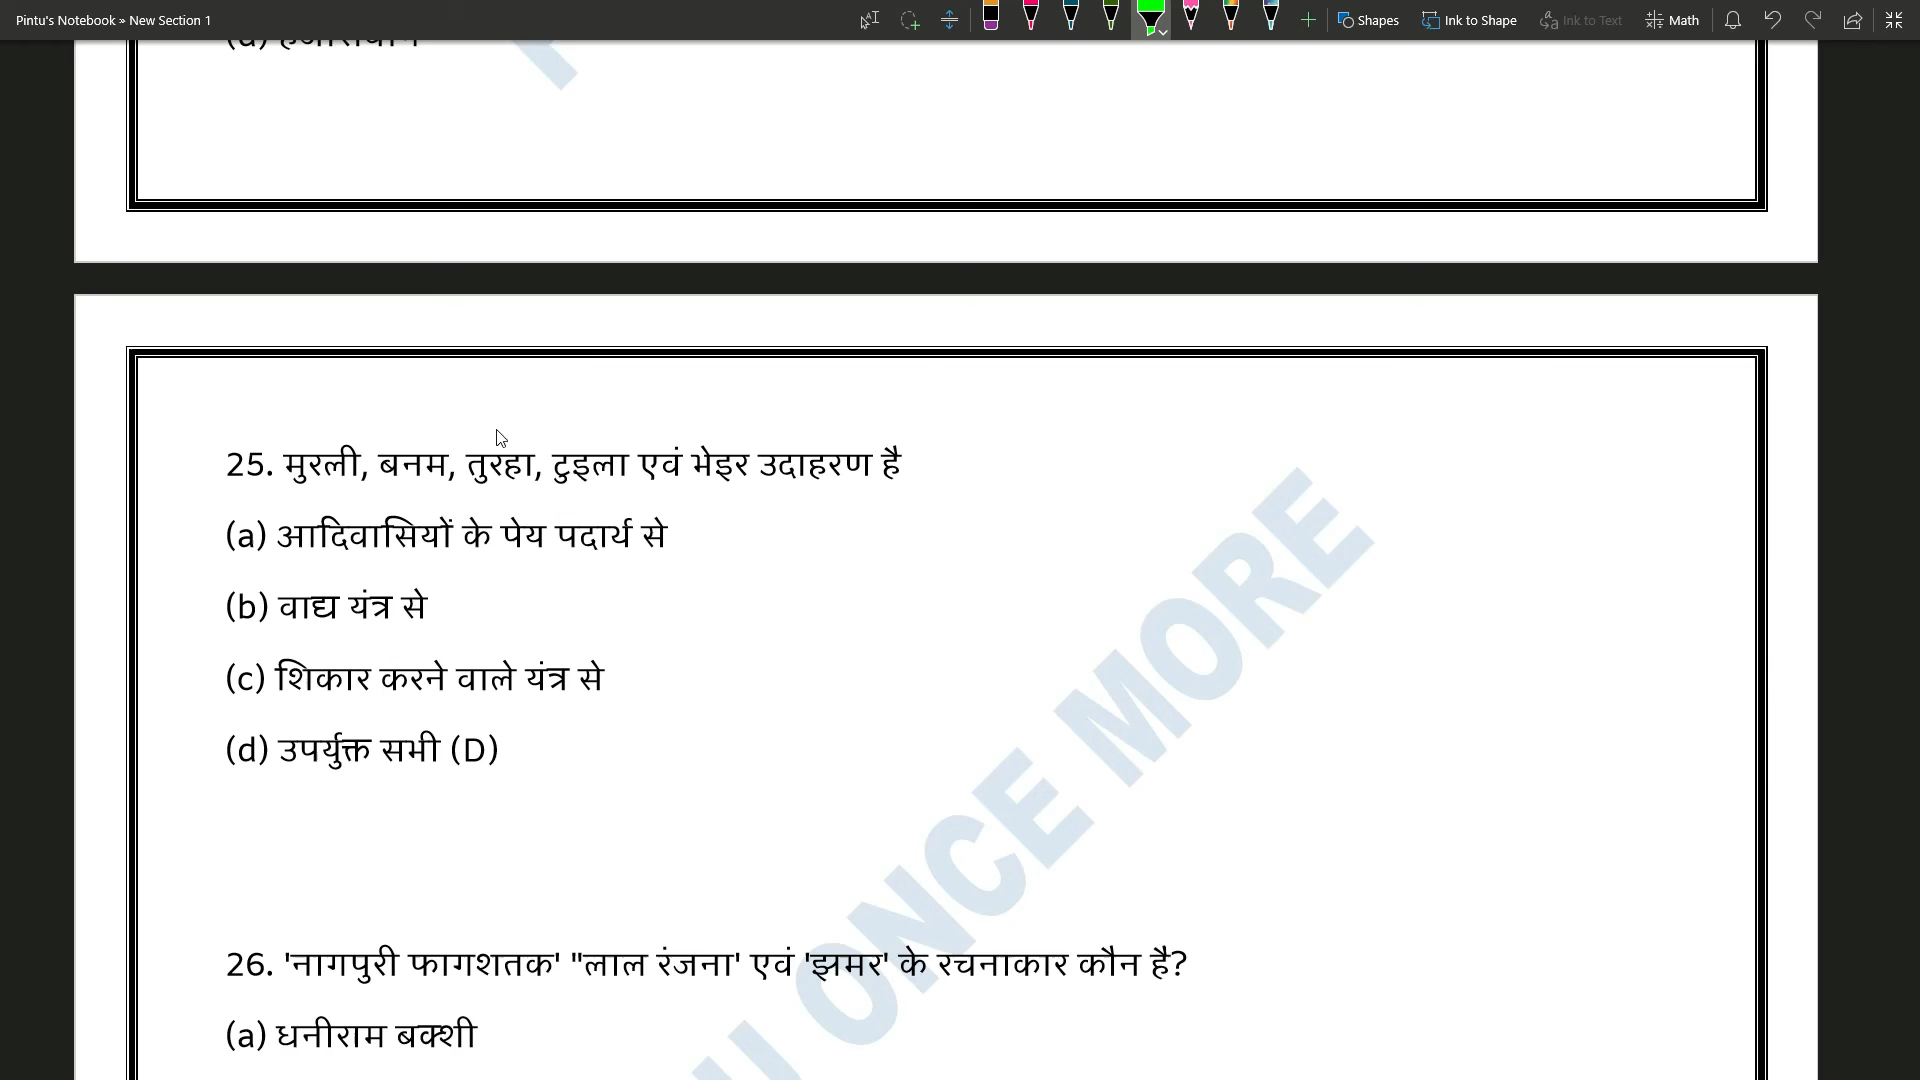 Pintu's Notebook » New Section 1
Shapes
Ink to Shape
Ink to Text
Math
25. मुरली, बनम, तुरहा, टुइला एवं भेइर उदाहरण है
(a) आदिवासियों के पेय पदार्थ से
(b) वाद्य यंत्र से
(c) शिकार करने वाले यंत्र से
(d) उपर्युक्त सभी (D)
ONCE MORE
26. 'नागपुरी फागशतक' "लाल रंजना' एवं 'झमर' के रचनाकार कौन है?
(a) धनीराम बक्शी